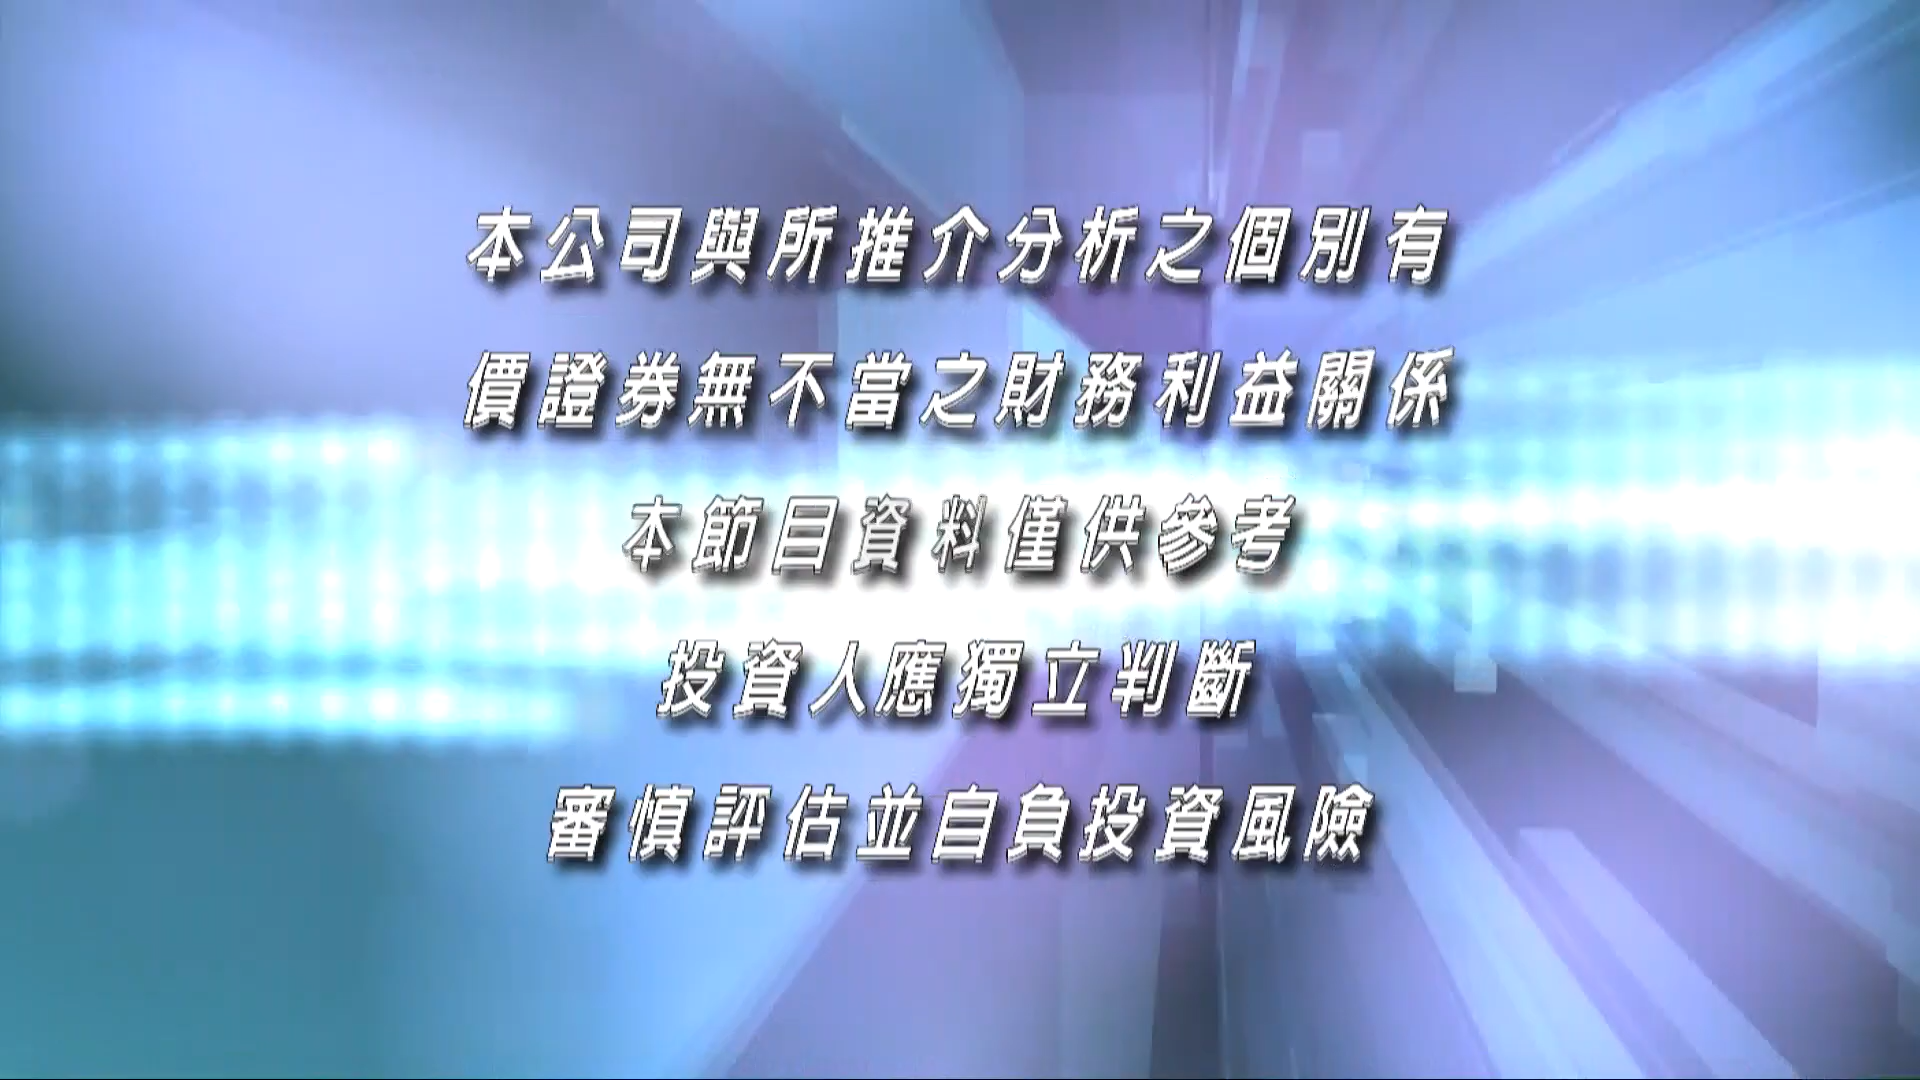 本公司與所推介分析之個別有
價證券無不當之財務利益關係
本節目資料僅供參考
投資人應獨立判斷
審慎評估並自負投資風險